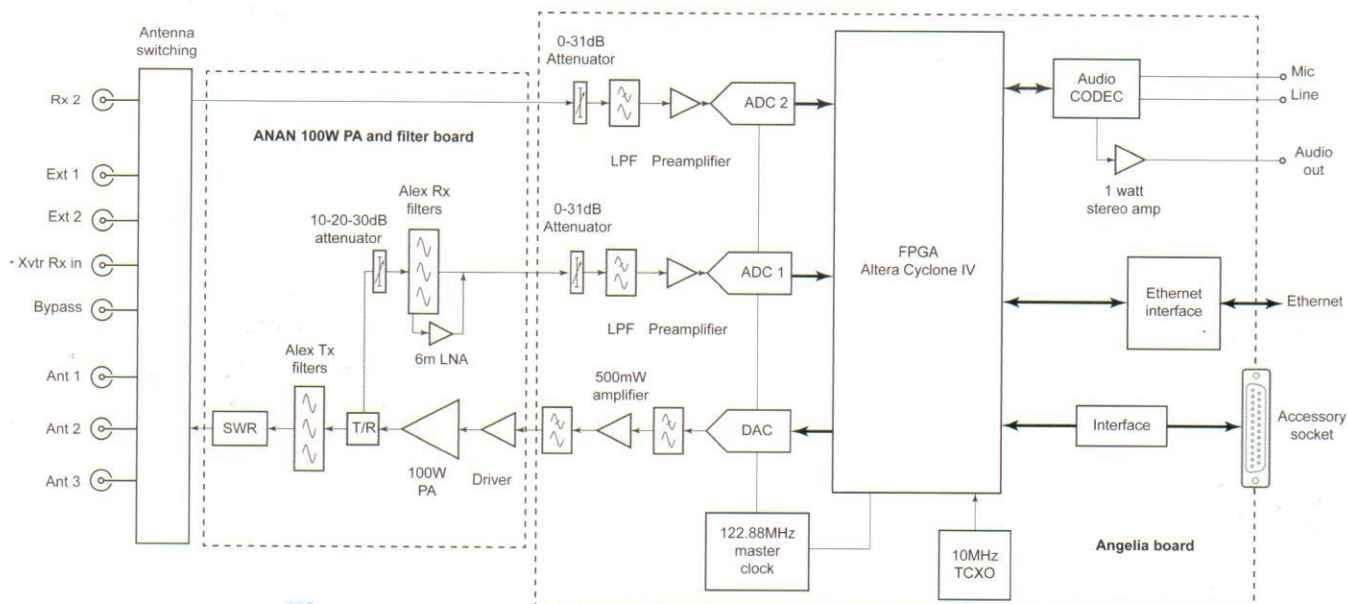 Antenna
switching
Rx 2
Ext 1
Ext 2
Xvtr Rx in
Bypass
Ant 1
Ant 2
Ant 3
ANAN 100W PA and filter board
10-20-30dB
attenuator
Alex Rx
filters
6m LNA
Alex Tx
filters
SWR
T/R
100W
PA
Driver
0-31dB
Attenuator
LPF
Preamplifier
ADC 2
0-31dB
Attenuator
LPF
Preamplifier
ADC 1
500mW
amplifier
DAC
122.88MHz
master
clock
FPGA
Altera Cyclone IV
10MHz
TCXO
Audio
CODEC
Mic
Line
Audio
out
1 watt
stereo amp
Ethernet
interface
Ethernet
Interface
Accessory
socket
Angelia board